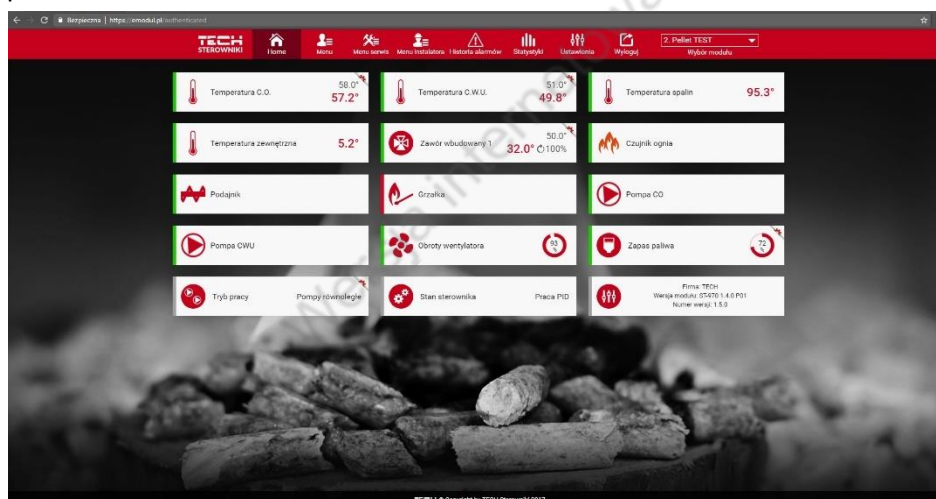 Bezpieczna | https://emodul.pl/authenticated
TECH
STEROWNIKI
Home
Menu
Menu serwis
Menu Instalatora
Historia alarmów
Statystyki
Ustawienia
Wyloguj
2. Pellet TEST
Wybór modułu
Temperatura C.O.
58.0°
57.2°
Temperatura C.W.U.
51.0°
49.8°
Temperatura spalin
95.3°
Temperatura zewnętrzna
5.2°
Zawór wbudowany 1
50.0°
32.0° 100%
Czujnik ognia
Podajnik
Grzałka
Pompa CO
Pompa CWU
Obroty wentylatora
93
%
Zapas paliwa
72
%
Tryb pracy
Pompy równoległe
Stan sterownika
Praca PID
Firma: TECH
Wersja modułu: ST-970 1.4.0 P01
Numer wersji: 1.5.0
Wersja